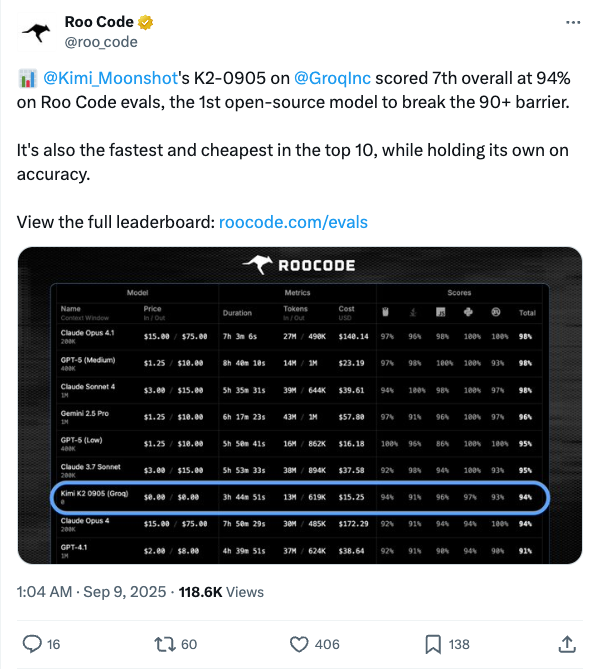 Roo Code
@roo_code
@Kimi_Moonshot's K2-0905 on @GroqInc scored 7th overall at 94%
on Roo Code evals, the 1st open-source model to break the 90+ barrier.
It's also the fastest and cheapest in the top 10, while holding its own on
accuracy.
View the full leaderboard: roocode.com/evals
ROOCODE
Model Metrics Scores
Name Price Duration Tokens Cost Total
Context Window In / Out In / Out USD
Claude Opus 4.1 $15.00 / $75.00 7h 3m 6s 27M / 490K $140.14 97% 96% 98% 100% 100% 98%
200K
GPT-5 (Medium) $1.25 / $10.00 8h 40m 10s 14M / 1M $23.19 97% 98% 100% 100% 93% 98%
400K
Claude Sonnet 4 $3.00 / $15.00 5h 35m 31s 39M / 644K $39.61 94% 100% 98% 100% 97% 98%
1M
Gemini 2.5 Pro $1.25 / $10.00 6h 17m 23s 43M / 1M $57.80 97% 91% 96% 100% 97% 96%
1M
GPT-5 (Low) $1.25 / $10.00 5h 50m 41s 16M / 862K $16.18 100% 96% 86% 100% 100% 95%
400K
Claude 3.7 Sonnet $3.00 / $15.00 5h 53m 33s 38M / 894K $37.58 92% 98% 94% 100% 93% 95%
200K
Kimi K2 0905 (Groq) $0.00 / $0.00 3h 44m 51s 13M / 619K $15.25 94% 91% 96% 97% 93% 94%
0
Claude Opus 4 $15.00 / $75.00 7h 50m 29s 30M / 485K $172.29 92% 91% 94% 94% 100% 94%
200K
GPT-4.1 $2.00 / $8.00 4h 39m 51s 37M / 624K $38.64 92% 91% 90% 94% 90% 91%
1M
1:04 AM · Sep 9, 2025 · 118.6K Views
16 60 406 138